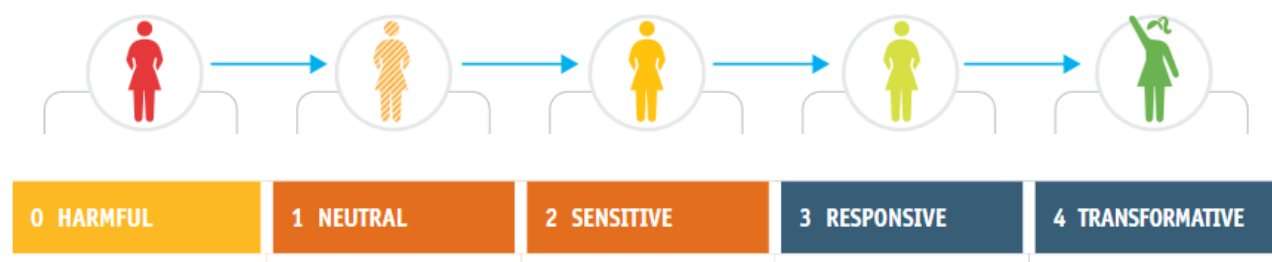 0 HARMFUL
1 NEUTRAL
2 SENSITIVE
3 RESPONSIVE
4 TRANSFORMATIVE